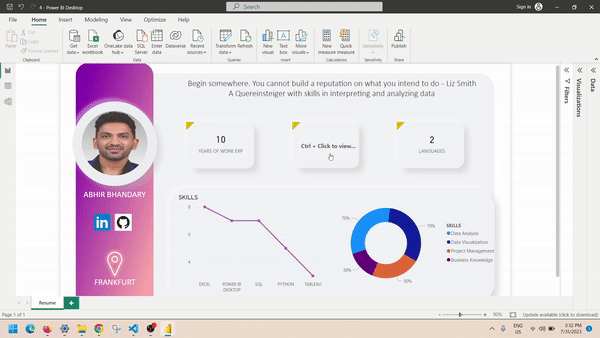 4 - Power BI Desktop
Search
Sign in
File
Home
Insert
Modeling
View
Optimize
Help
Share
Paste
Cut
Copy
Format painter
Clipboard
Get data
Excel workbook
OneLake data hub
SQL Server
Enter data
Dataverse
Recent sources
Data
Transform data
Refresh
Queries
New visual
Text box
More visuals
Insert
New measure
Quick measure
Calculations
Sensitivity
Sensitivity
Publish
Share
Begin somewhere. You cannot build a reputation on what you intend to do - Liz Smith
A Quereinsteiger with skills in interpreting and analyzing data
10
YEARS OF WORK EXP
Ctrl + Click to view...
2
LANGUAGES
ABHIR BHANDARY
in
FRANKFURT
SKILLS
8
6
4
EXCEL
POWER BI DESKTOP
SQL
PYTHON
TABLEAU
70%
70%
30%
50%
SKILLS
Data Analysis
Data Visualization
Project Management
Business Knowledge
Filters
Visualizations
Data
Resume
Page 1 of 1
90%
Update available (click to download)
ENG
US
3:32 PM
7/31/2023